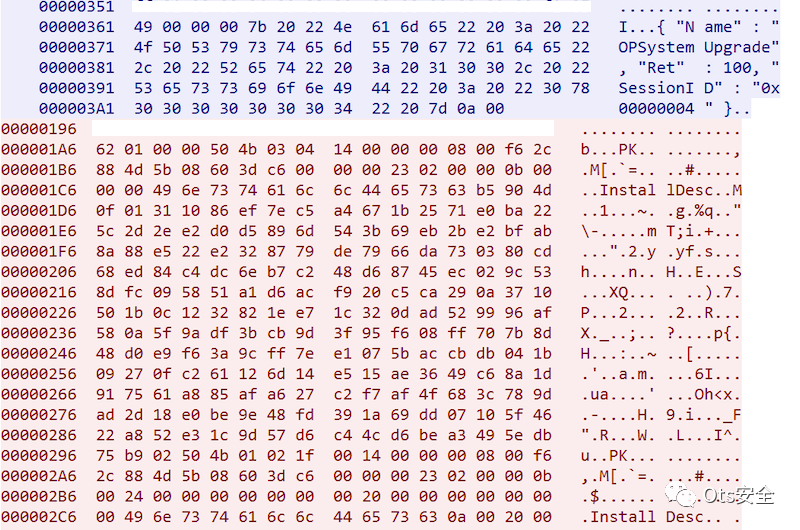 00000351 ........ ........
00000361 49 00 00 00 7b 20 22 4e 61 6d 65 22 20 3a 20 22 I...{ "N ame" : "
00000371 4f 50 53 79 73 74 65 6d 55 70 67 72 61 64 65 22 OPSystem Upgrade"
00000381 2c 20 22 52 65 74 22 20 3a 20 31 30 30 2c 20 22 , "Ret" : 100, "
00000391 53 65 73 73 69 6f 6e 49 44 22 20 3a 20 22 30 78 SessionI D" : "0x
000003A1 30 30 30 30 30 30 30 34 22 20 7d 0a 00 00000004 " }..
00000196 ........ ........
000001A6 62 01 00 00 50 4b 03 04 14 00 00 00 08 00 f6 2c b...PK.. .......,
000001B6 88 4d 5b 08 60 3d c6 00 00 00 23 02 00 00 0b 00 .M[.`=.. ..#.....
000001C6 00 00 49 6e 73 74 61 6c 6c 44 65 73 63 b5 90 4d ..Instal lDesc..M
000001D6 0f 01 31 10 86 ef 7e c5 a4 67 1b 25 71 e0 ba 22 ..1...~. .g.%q.."
000001E6 5c 2d 2e e2 d0 d5 89 6d 54 3b 69 eb 2b e2 bf ab \-.....m T;i.+...
000001F6 8a 88 e5 22 e2 32 87 79 de 79 66 da 73 03 80 cd ...".2.y .yf.s...
00000206 68 ed 84 c4 dc 6e b7 c2 48 d6 87 45 ec 02 9c 53 h....n.. H..E...S
00000216 8d fc 09 58 51 a1 d6 ac f9 20 c5 ca 29 0a 37 10 ...XQ... . ..).7.
00000226 50 1b 0c 12 32 82 1e e7 1c 32 0d ad 52 99 96 af P...2... .2..R...
00000236 58 0a 5f 9a df 3b cb 9d 3f 95 f6 08 ff 70 7b 8d X._..;.. ?....p{.
00000246 48 d0 e9 f6 3a 9c ff 7e e1 07 5b ac cb db 04 1b H...:..~ ..[.....
00000256 09 27 0f c2 61 12 6d 14 e5 15 ae 36 49 c6 8a 1d .'..a.m. ...6I...
00000266 91 75 61 a8 85 af a6 27 c2 f7 af 4f 68 3c 78 9d .ua....' ...Oh<x.
00000276 ad 2d 18 e0 be 9e 48 fd 39 1a 69 dd 07 10 5f 46 .-....H. 9.i..._F
00000286 22 a8 52 e3 1c 9d 57 d6 c4 4c d6 be a3 49 5e db ".R...W. .L...I^.
00000296 75 b9 02 50 4b 01 02 1f 00 14 00 00 00 08 00 f6 u..PK... ........
000002A6 2c 88 4d 5b 08 60 3d c6 00 00 00 23 02 00 00 0b ,.M[.`=. ...#....
000002B6 00 24 00 00 00 00 00 00 00 20 00 00 00 00 00 00 .$......
000002C6 00 49 6e 73 74 61 6c 6c 44 65 73 63 0a 00 20 00 .Install Desc..
Ots安全